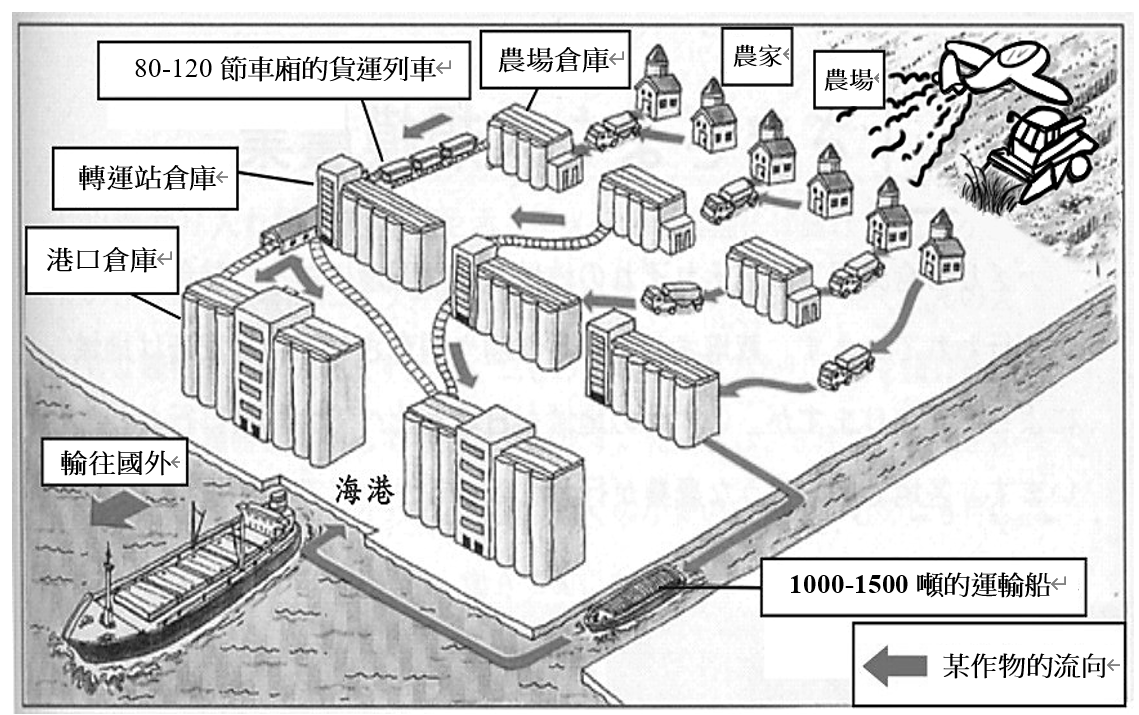 80-120 節車廂的貨運列車
農場倉庫
農家
農場
轉運站倉庫
港口倉庫
輸往國外
海港
1000-1500 噸的運輸船
某作物的流向